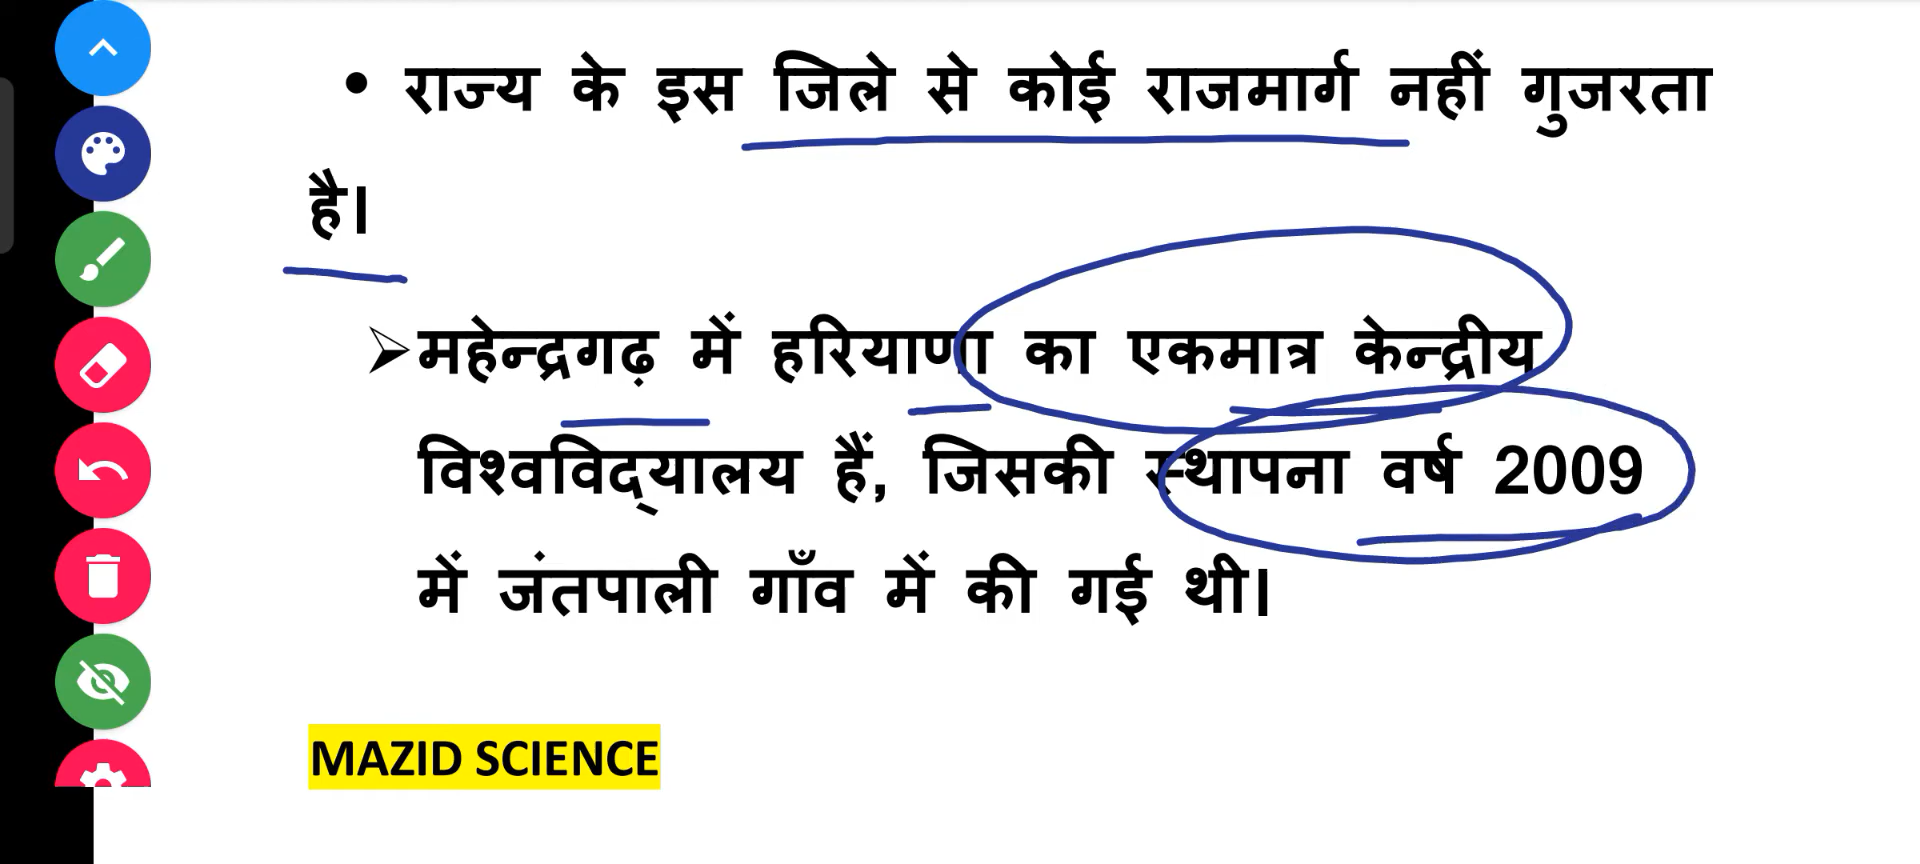 • राज्य के इस जिले से कोई राजमार्ग नहीं गुजरता
है।
➢महेन्द्रगढ़ में हरियाणा का एकमात्र केन्द्रीय
विश्वविद्यालय हैं, जिसकी स्थापना वर्ष 2009
में जंतपाली गाँव में की गई थी।
MAZID SCIENCE